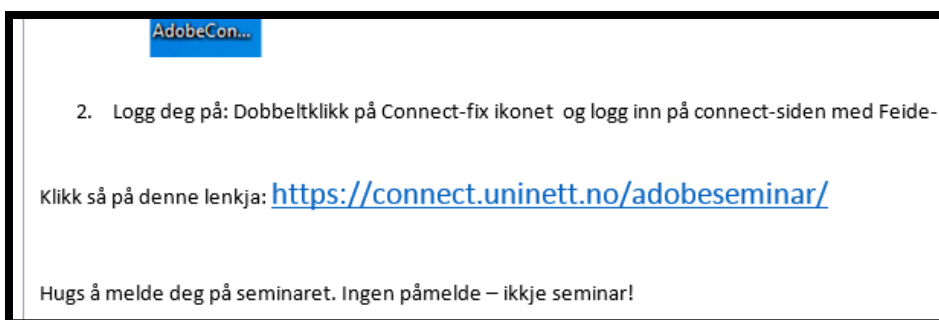 AdobeCon...
2. Logg deg på: Dobbeltklikk på Connect-fix ikonet og logg inn på connect-siden med Feide-
Klikk så på denne lenkja: https://connect.uninett.no/adobeseminar/
Hugs å melde deg på seminaret. Ingen påmelde – ikkje seminar!